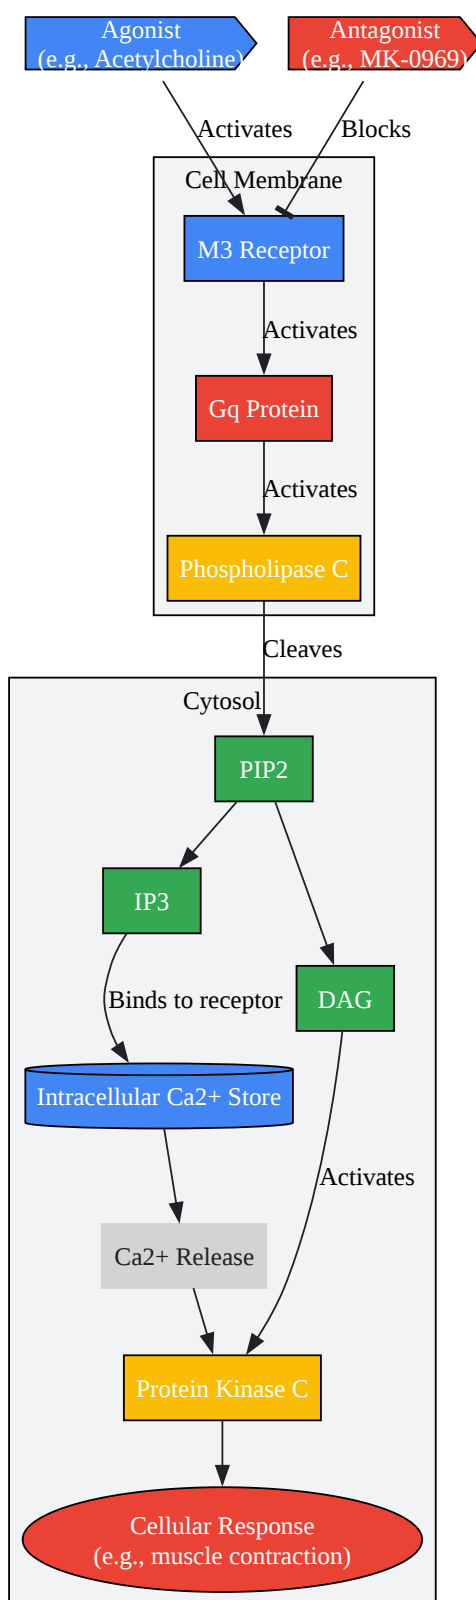 Agonist
(e.g., Acetylcholine)
Antagonist
(e.g., MK-0969)
Activates
Blocks
Cell Membrane
M3 Receptor
Activates
Gq Protein
Activates
Phospholipase C
Cleaves
Cytosol
PIP2
IP3
DAG
Binds to receptor
Intracellular Ca2+ Store
Activates
Ca2+ Release
Protein Kinase C
Cellular Response
(e.g., muscle contraction)